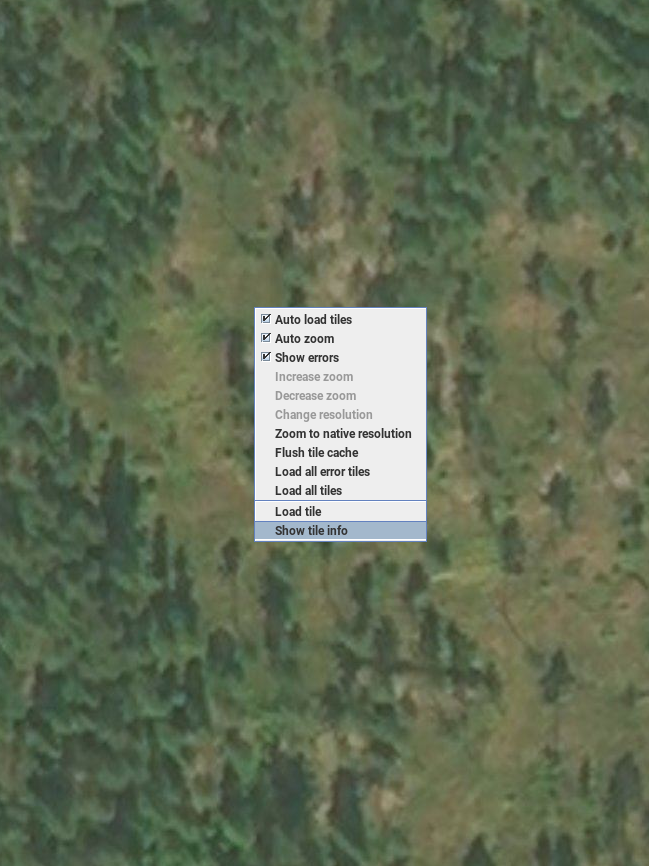 Auto load tiles
Auto zoom
Show errors
Increase zoom
Decrease zoom
Change resolution
Zoom to native resolution
Flush tile cache
Load all error tiles
Load all tiles
Load tile
Show tile info